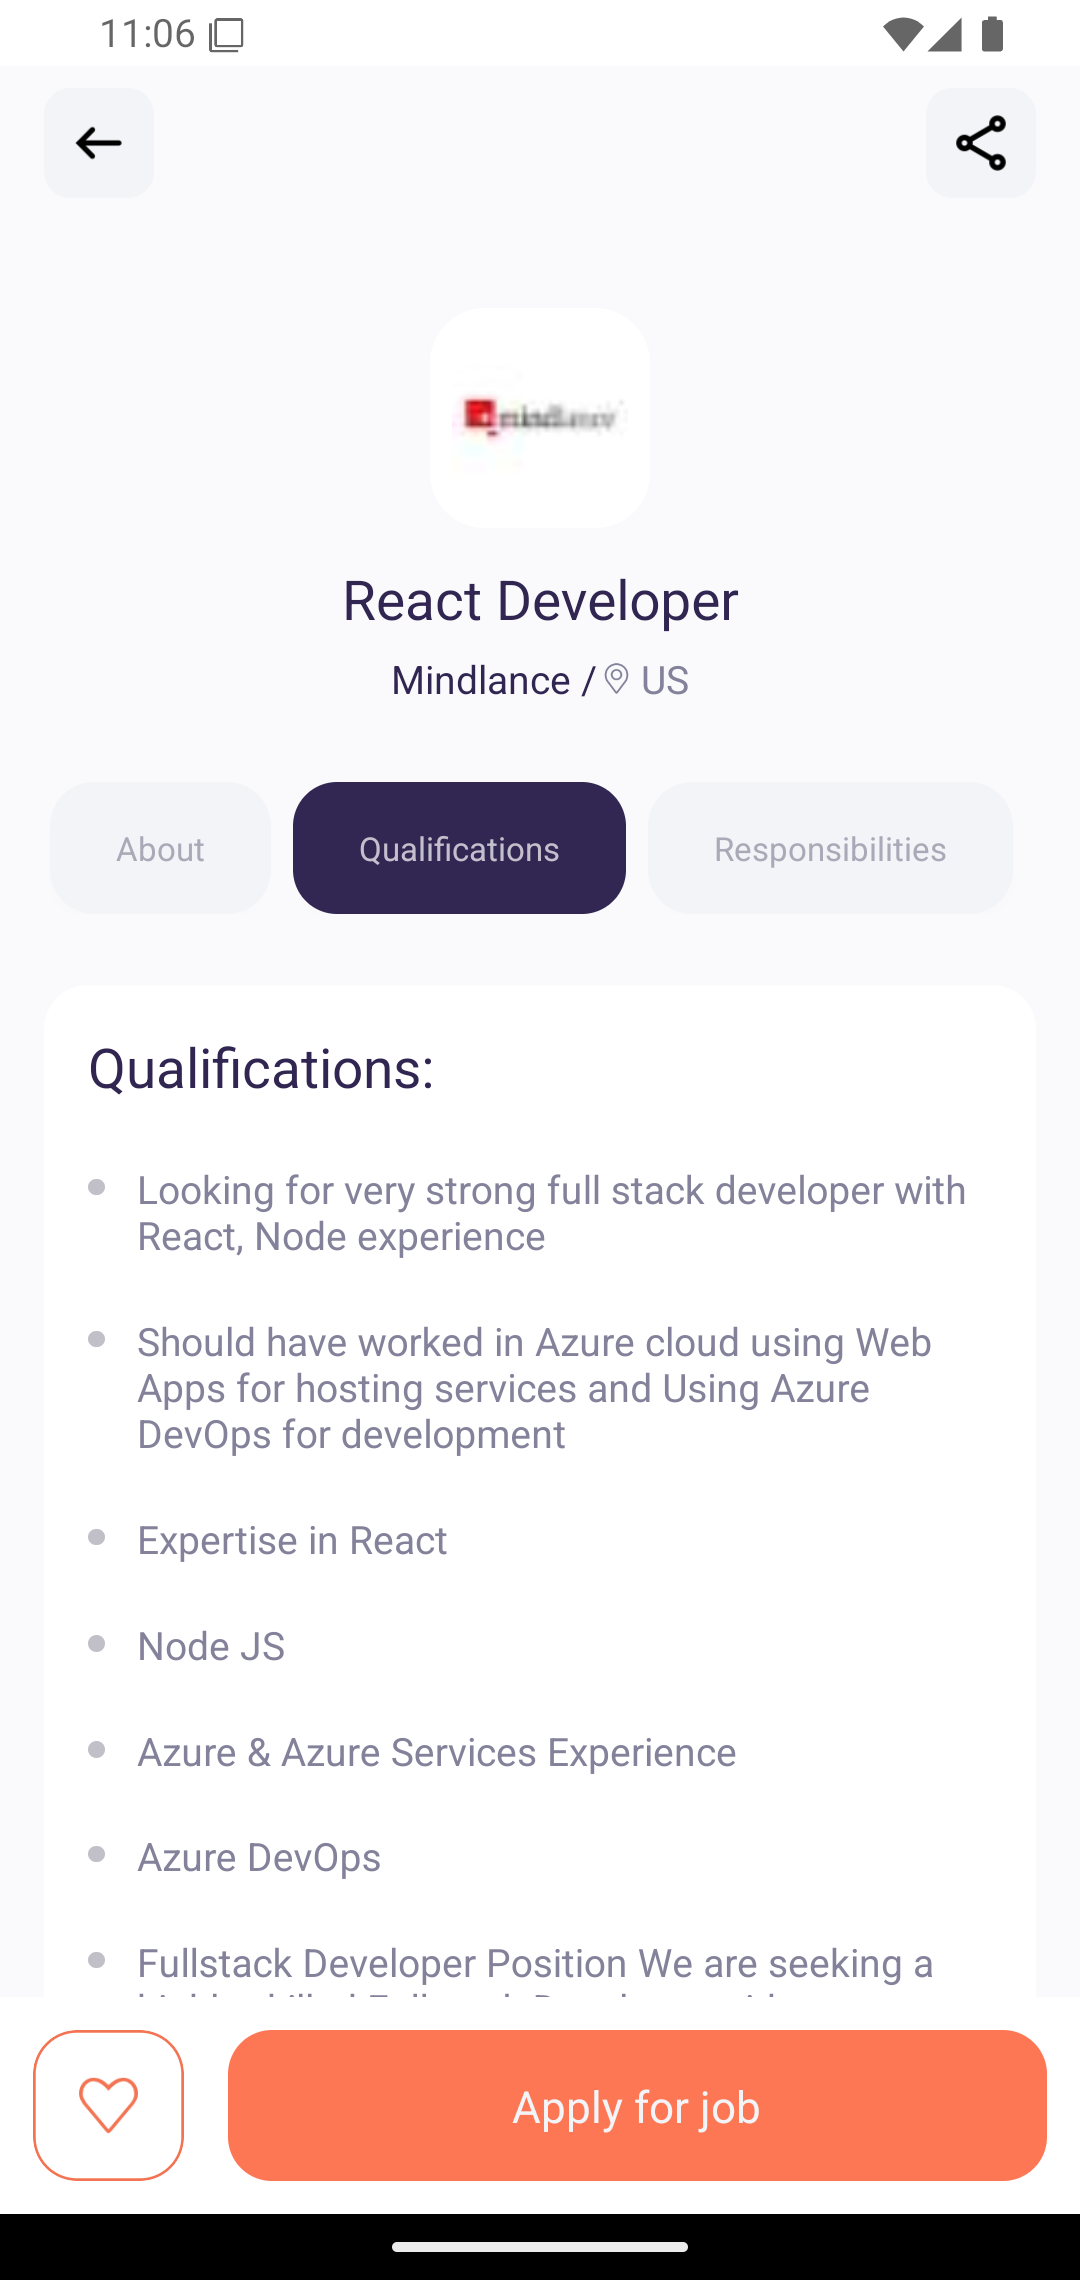 11:06
React Developer
Mindlance / US
About
Qualifications
Responsibilities
Qualifications:
Looking for very strong full stack developer with
React, Node experience
Should have worked in Azure cloud using Web
Apps for hosting services and Using Azure
DevOps for development
Expertise in React
Node JS
Azure & Azure Services Experience
Azure DevOps
Fullstack Developer Position We are seeking a
Apply for job